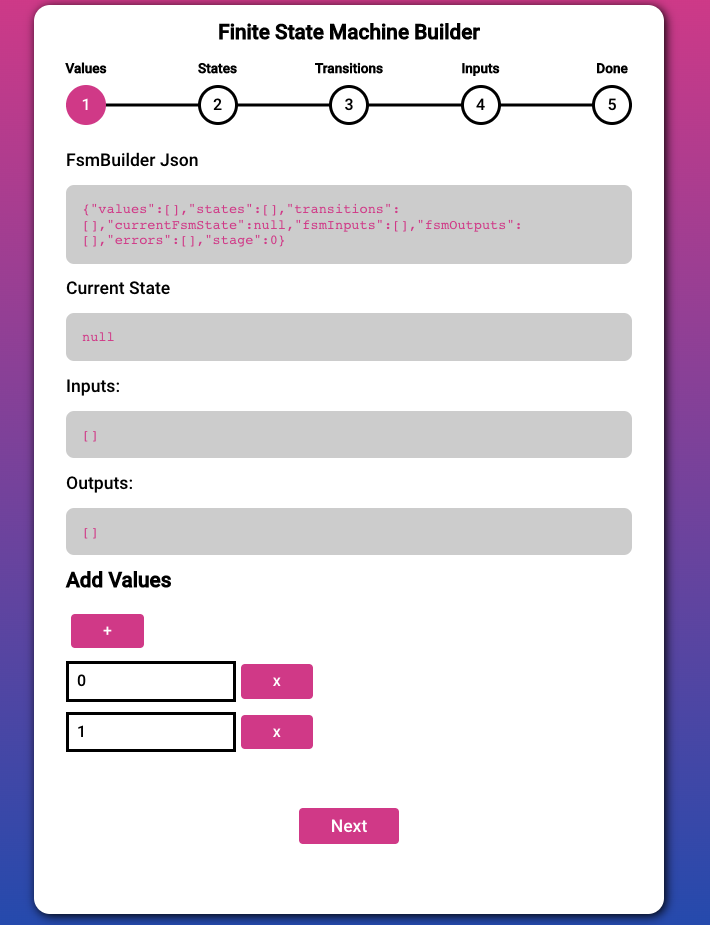 Finite State Machine Builder
Values States Transitions Inputs Done
1 2 3 4 5
FsmBuilder Json
{"values":[],"states":[],"transitions":
[],"currentFsmState":null,"fsmInputs":[],"fsmOutputs":
[],"errors":[],"stage":0}
Current State
null
Inputs:
[]
Outputs:
[]
Add Values
+
0 x
1 x
Next